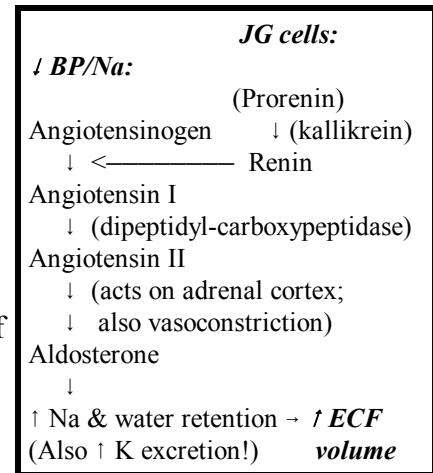 JG cells:
↓ BP/Na:
(Prorenin)
Angiotensinogen ↓ (kallikrein)
↓ <———————— Renin
Angiotensin I
↓ (dipeptidyl-carboxypeptidase)
Angiotensin II
↓ (acts on adrenal cortex;
f ↓ also vasoconstriction)
Aldosterone
↓
↑ Na & water retention → ↑ ECF
(Also ↑ K excretion!) volume